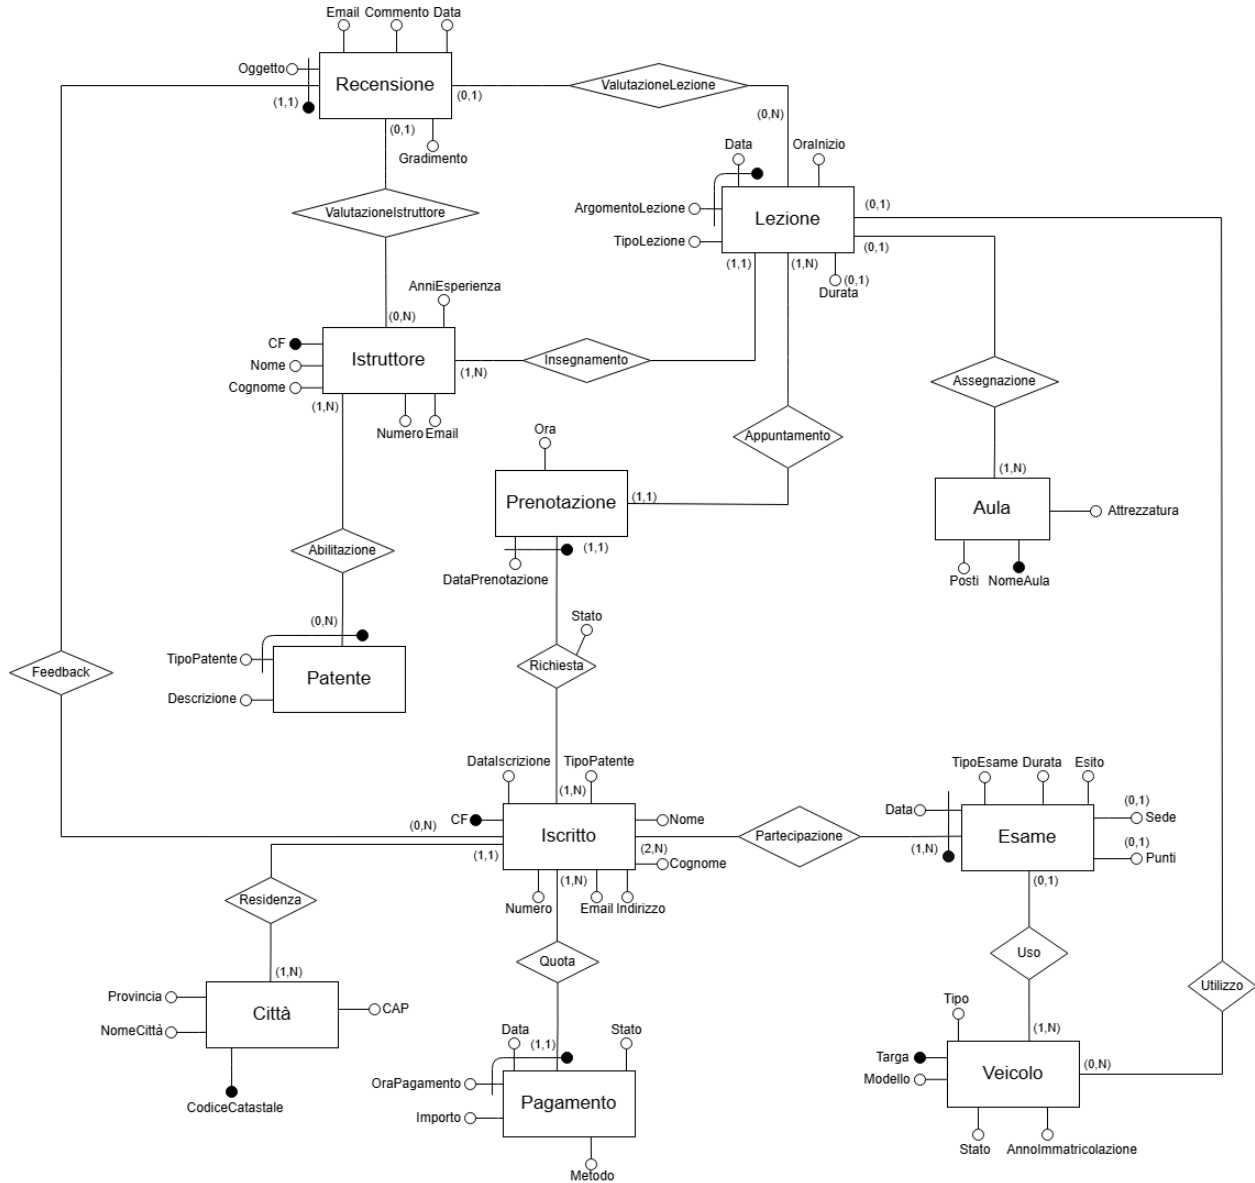 Email Commento Data
Oggetto
Recensione
(1,1)
(0,1)
(0,1)
Gradimento
ValutazioneLezione
(0,N)
Data
OraInizio
ArgomentoLezione
Lezione
(0,1)
TipoLezione
(0,1)
(1,1)
(1,N)
(0,1)
Durata
ValutazioneIstruttore
AnniEsperienza
(0,N)
CF
Istruttore
Nome
Cognome
(1,N)
(1,N)
Numero Email
Insegnamento
Assegnazione
Appuntamento
Ora
Prenotazione
(1,1)
(1,1)
DataPrenotazione
(1,N)
Aula
Attrezzatura
Posti
NomeAula
Abilitazione
(0,N)
TipoPatente
Patente
Descrizione
Feedback
Stato
Richiesta
DataIscrizione
TipoPatente
(1,N)
CF
Iscritto
Nome
(0,N)
(1,1)
(2,N)
Cognome
(1,N)
Numero
Email Indirizzo
Partecipazione
TipoEsame Durata Esito
Data
Esame
(0,1)
Sede
(0,1)
Punti
(1,N)
(0,1)
Residenza
Quota
Uso
Utilizzo
(1,N)
Provincia
Città
CAP
NomeCittà
CodiceCatastale
Data
Stato
(1,1)
OraPagamento
Pagamento
Importo
Metodo
Tipo
(1,N)
Targa
Veicolo
(0,N)
Modello
Stato
AnnoImmatricolazione